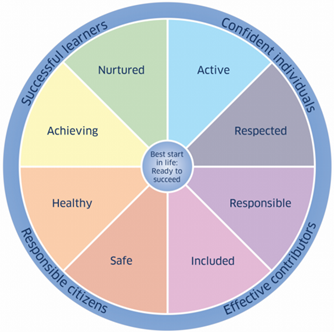 Successful learners
Confident individuals
Nurtured
Active
Achieving
Respected
Best start
in life:
Ready to
succeed
Healthy
Responsible
Safe
Included
Responsible citizens
Effective contributors